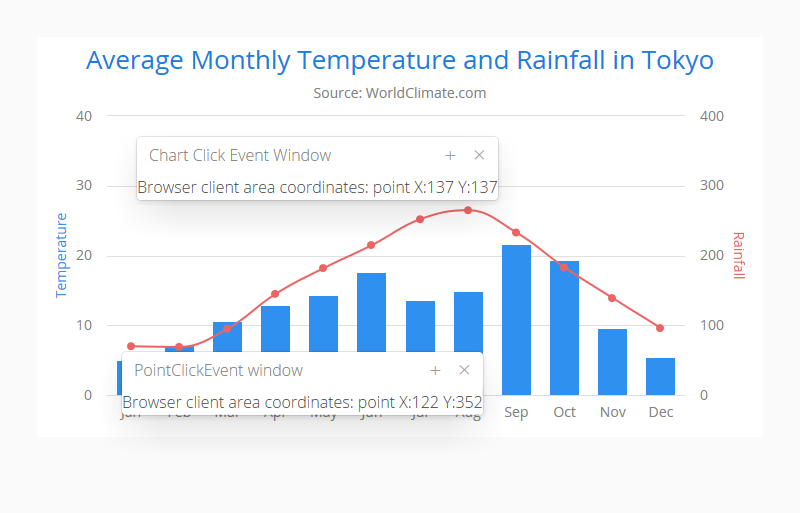 Average Monthly Temperature and Rainfall in Tokyo
Source: WorldClimate.com
40
400
Chart Click Event Window
Browser client area coordinates: point X:137 Y:137
30
300
Temperature
Rainfall
20
200
10
100
PointClickEvent window
Browser client area coordinates: point X:122 Y:352
0
0
Sep Oct Nov Dec